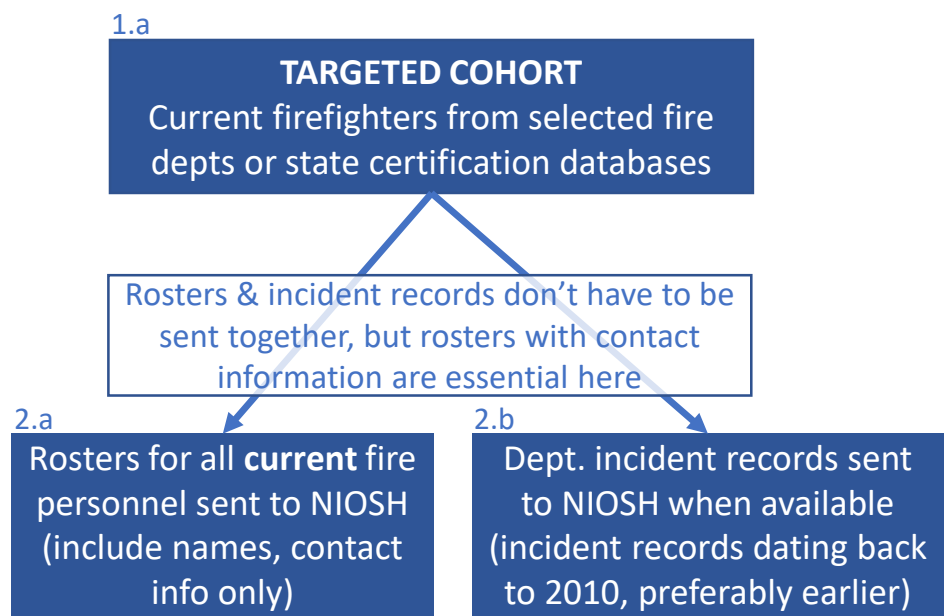 1.a
TARGETED COHORT
Current firefighters from selected fire
depts or state certification databases
Rosters & incident records don’t have to be
sent together, but rosters with contact
information are essential here
2.a
Rosters for all current fire
personnel sent to NIOSH
(include names, contact
info only)
2.b
Dept. incident records sent
to NIOSH when available
(incident records dating back
to 2010, preferably earlier)